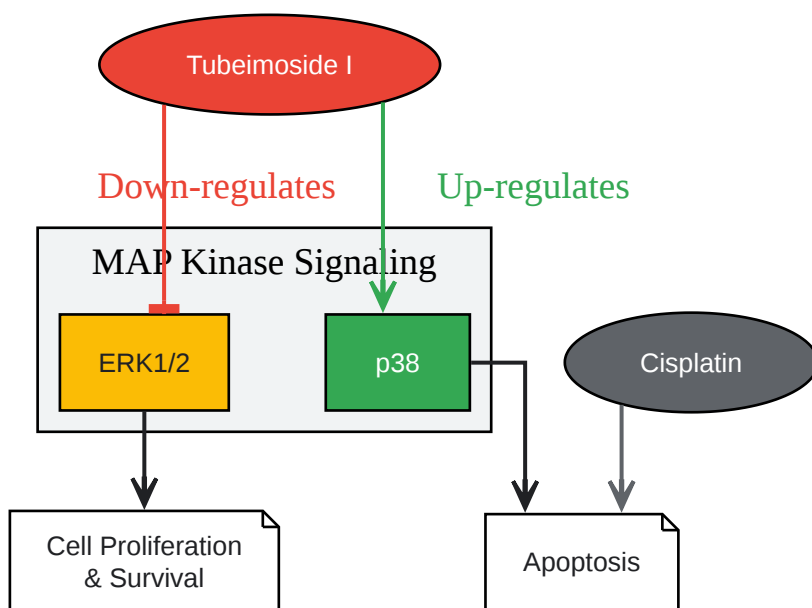 Tubeimoside I
Down-regulates
Up-regulates
MAP Kinase Signaling
ERK1/2
p38
Cisplatin
Cell Proliferation
& Survival
Apoptosis